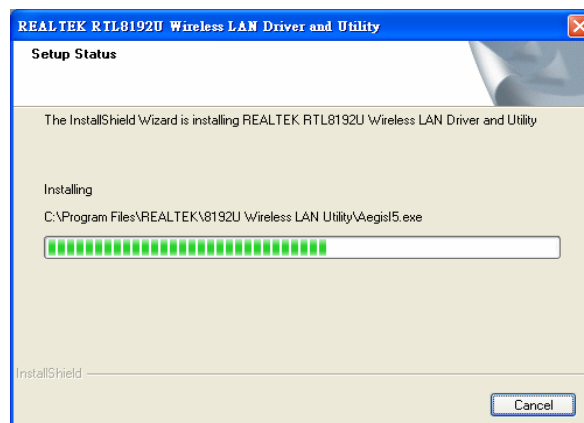 REALTEK RTL8192U Wireless LAN Driver and Utility
Setup Status
The InstallShield Wizard is installing REALTEK RTL8192U Wireless LAN Driver and Utility
Installing
C:\Program Files\REALTEK\8192U Wireless LAN Utility\AegisI5.exe
InstallShield
Cancel